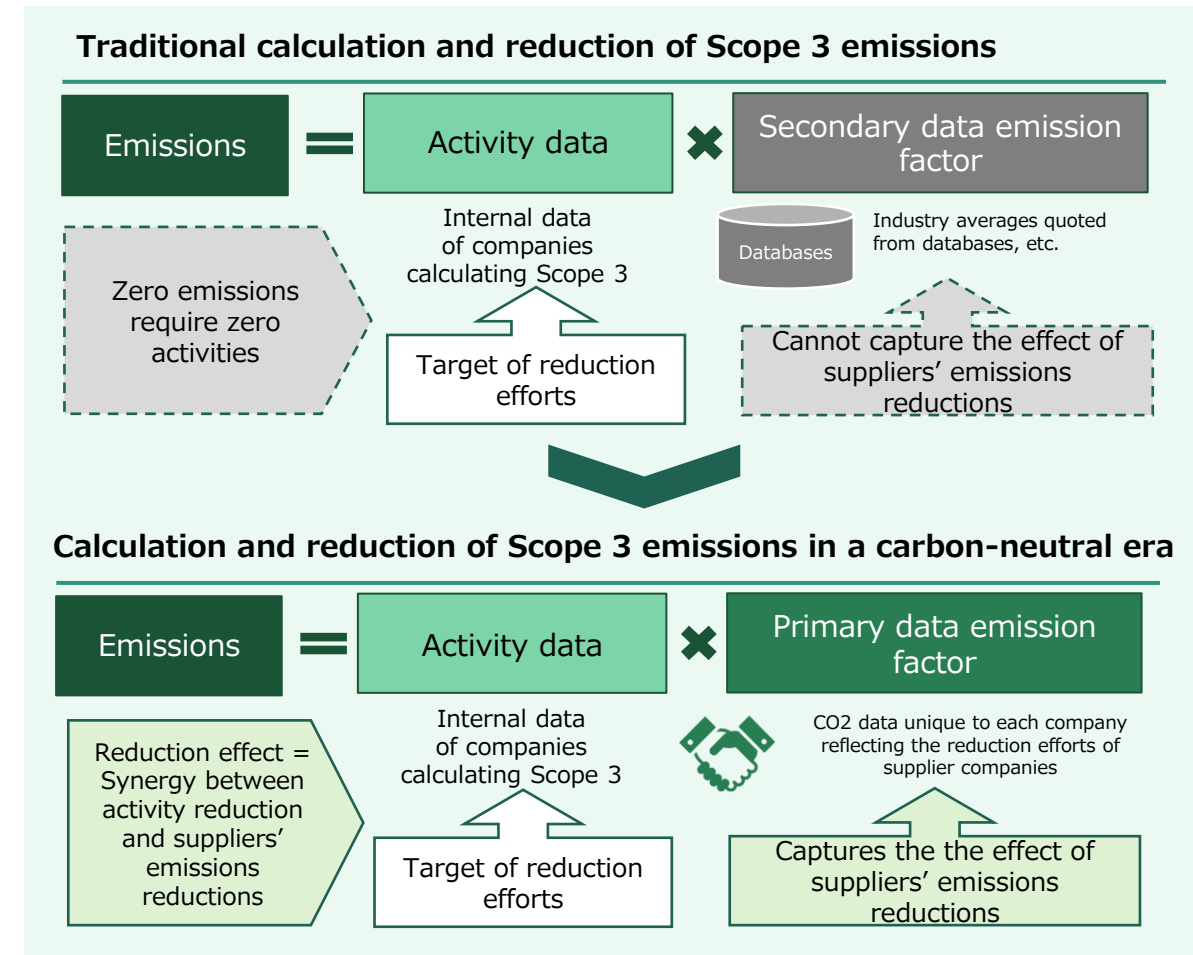 Traditional calculation and reduction of Scope 3 emissions
Emissions
Activity data
Secondary data emission
factor
Internal data
of companies
calculating Scope 3
Databases
Industry averages quoted
from databases, etc.
Zero emissions
require zero
activities
Target of reduction
efforts
Cannot capture the effect of
suppliers’ emissions
reductions
Calculation and reduction of Scope 3 emissions in a carbon-neutral era
Emissions
Activity data
Primary data emission
factor
Internal data
of companies
calculating Scope 3
CO2 data unique to each company
reflecting the reduction efforts of
supplier companies
Reduction effect =
Synergy between
activity reduction
and suppliers’
emissions
reductions
Target of reduction
efforts
Captures the the effect of
suppliers’ emissions
reductions